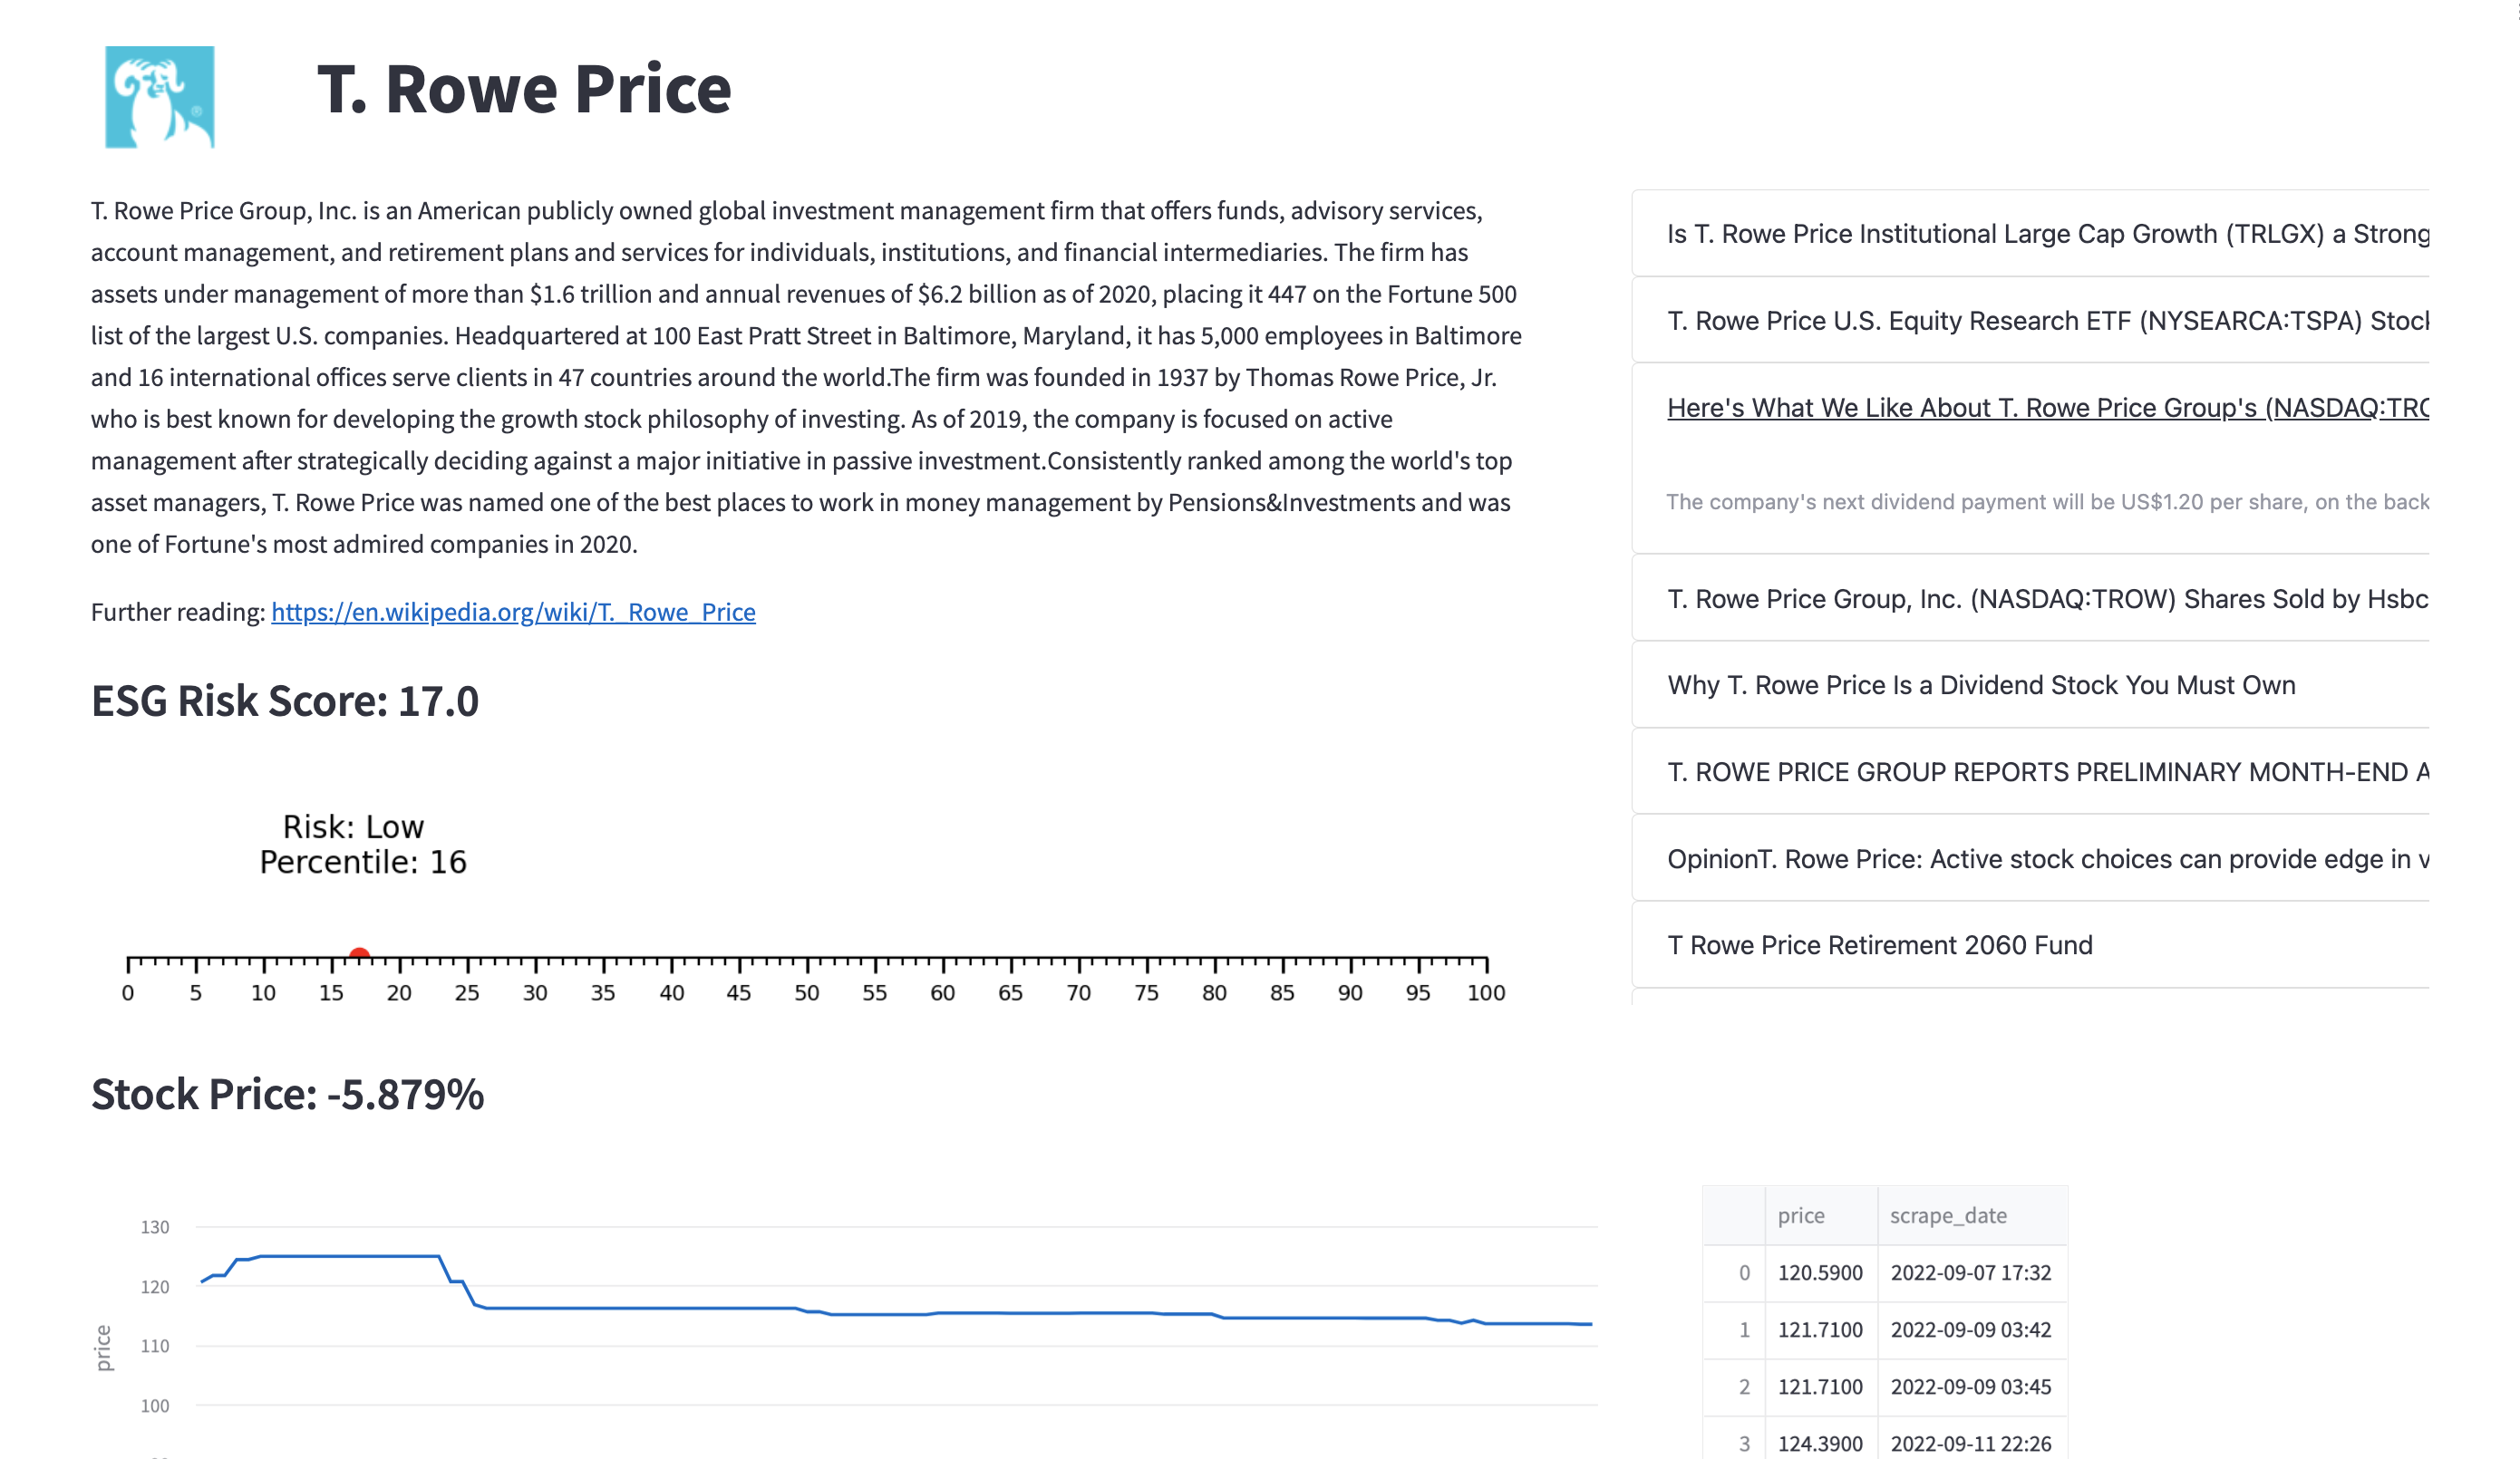 T. Rowe Price
T. Rowe Price Group, Inc. is an American publicly owned global investment management firm that offers funds, advisory services,
account management, and retirement plans and services for individuals, institutions, and financial intermediaries. The firm has
assets under management of more than $1.6 trillion and annual revenues of $6.2 billion as of 2020, placing it 447 on the Fortune 500
list of the largest U.S. companies. Headquartered at 100 East Pratt Street in Baltimore, Maryland, it has 5,000 employees in Baltimore
and 16 international offices serve clients in 47 countries around the world.The firm was founded in 1937 by Thomas Rowe Price, Jr.
who is best known for developing the growth stock philosophy of investing. As of 2019, the company is focused on active
management after strategically deciding against a major initiative in passive investment.Consistently ranked among the world's top
asset managers, T. Rowe Price was named one of the best places to work in money management by Pensions&Investments and was
one of Fortune's most admired companies in 2020.
Further reading: https://en.wikipedia.org/wiki/T._Rowe_Price
ESG Risk Score: 17.0
Risk: Low
Percentile: 16
0 5 10 15 20 25 30 35 40 45 50 55 60 65 70 75 80 85 90 95 100
Is T. Rowe Price Institutional Large Cap Growth (TRLGX) a Strong
T. Rowe Price U.S. Equity Research ETF (NYSEARCA:TSPA) Stock
Here's What We Like About T. Rowe Price Group's (NASDAQ:TRO
The company's next dividend payment will be US$1.20 per share, on the back
T. Rowe Price Group, Inc. (NASDAQ:TROW) Shares Sold by Hsbc
Why T. Rowe Price Is a Dividend Stock You Must Own
T. ROWE PRICE GROUP REPORTS PRELIMINARY MONTH-END A
OpinionT. Rowe Price: Active stock choices can provide edge in v
T Rowe Price Retirement 2060 Fund
Stock Price: -5.879%
130
120
110
100
price
price scrape_date
0 120.5900 2022-09-07 17:32
1 121.7100 2022-09-09 03:42
2 121.7100 2022-09-09 03:45
3 124.3900 2022-09-11 22:26